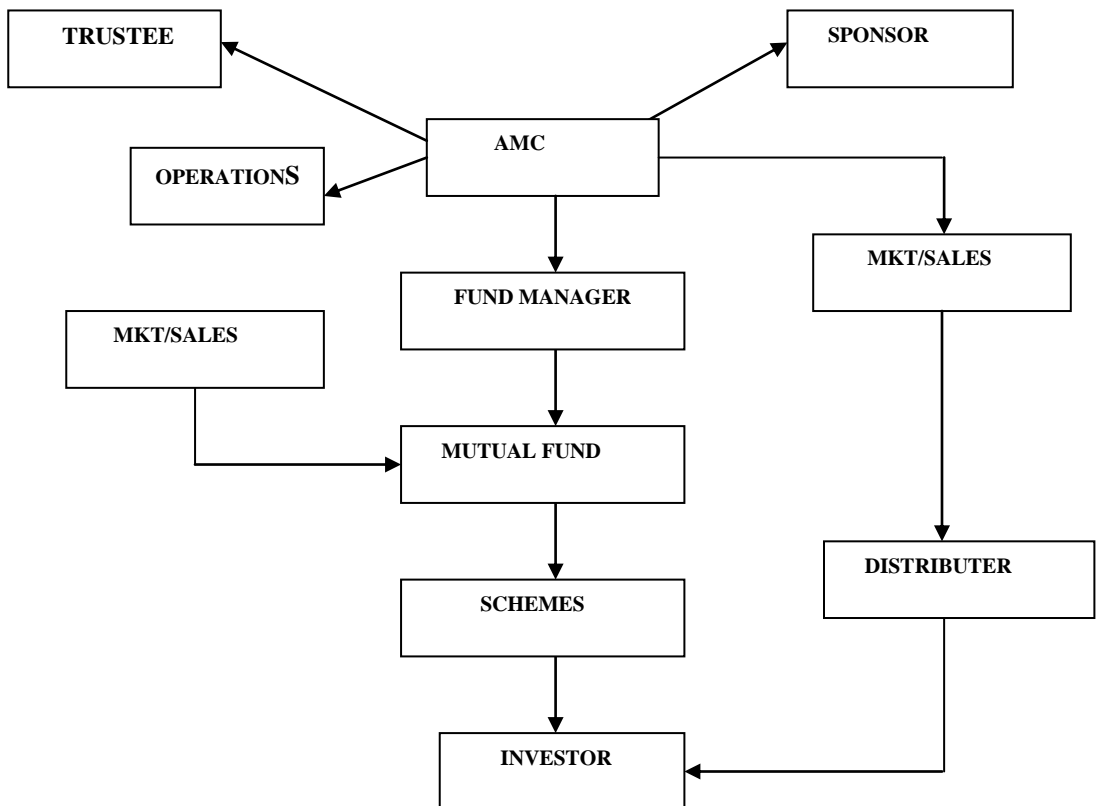 TRUSTEE
SPONSOR
AMC
OPERATIONS
MKT/SALES
FUND MANAGER
MKT/SALES
MUTUAL FUND
DISTRIBUTER
SCHEMES
INVESTOR